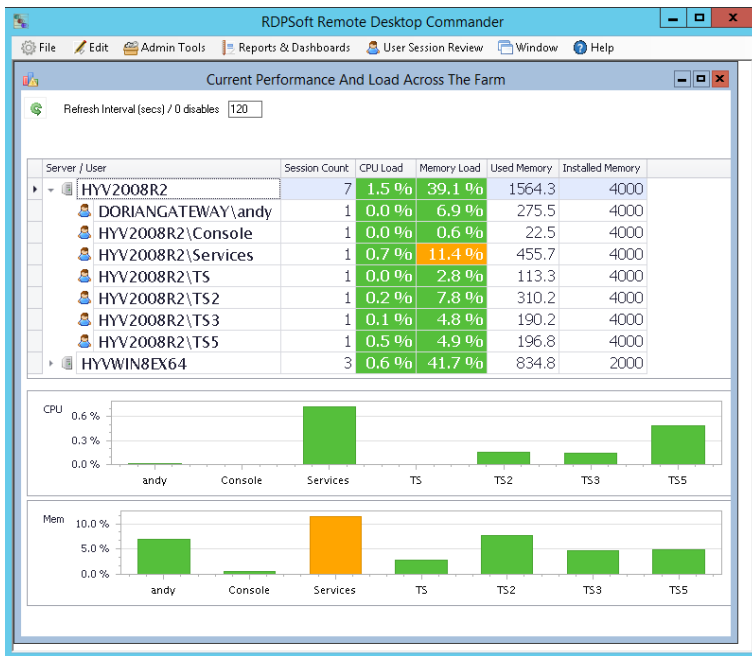 RDPSoft Remote Desktop Commander
File Edit Admin Tools Reports & Dashboards User Session Review Window Help
Current Performance And Load Across The Farm
Refresh Interval (secs) / 0 disables 120
Server / User Session Count CPU Load Memory Load Used Memory Installed Memory
HYV2008R2 7 1.5 % 39.1 % 1564.3 4000
DORIANGATEWAY\andy 1 0.0 % 6.9 % 275.5 4000
HYV2008R2\Console 1 0.0 % 0.6 % 22.5 4000
HYV2008R2\Services 1 0.7 % 11.4 % 455.7 4000
HYV2008R2\TS 1 0.0 % 2.8 % 113.3 4000
HYV2008R2\TS2 1 0.2 % 7.8 % 310.2 4000
HYV2008R2\TS3 1 0.1 % 4.8 % 190.2 4000
HYV2008R2\TS5 1 0.5 % 4.9 % 196.8 4000
HYVWIN8EX64 3 0.6 % 41.7 % 834.8 2000
CPU
0.6 %
0.3 %
0.0 %
andy Console Services TS TS2 TS3 TS5
Mem
10.0 %
5.0 %
0.0 %
andy Console Services TS TS2 TS3 TS5